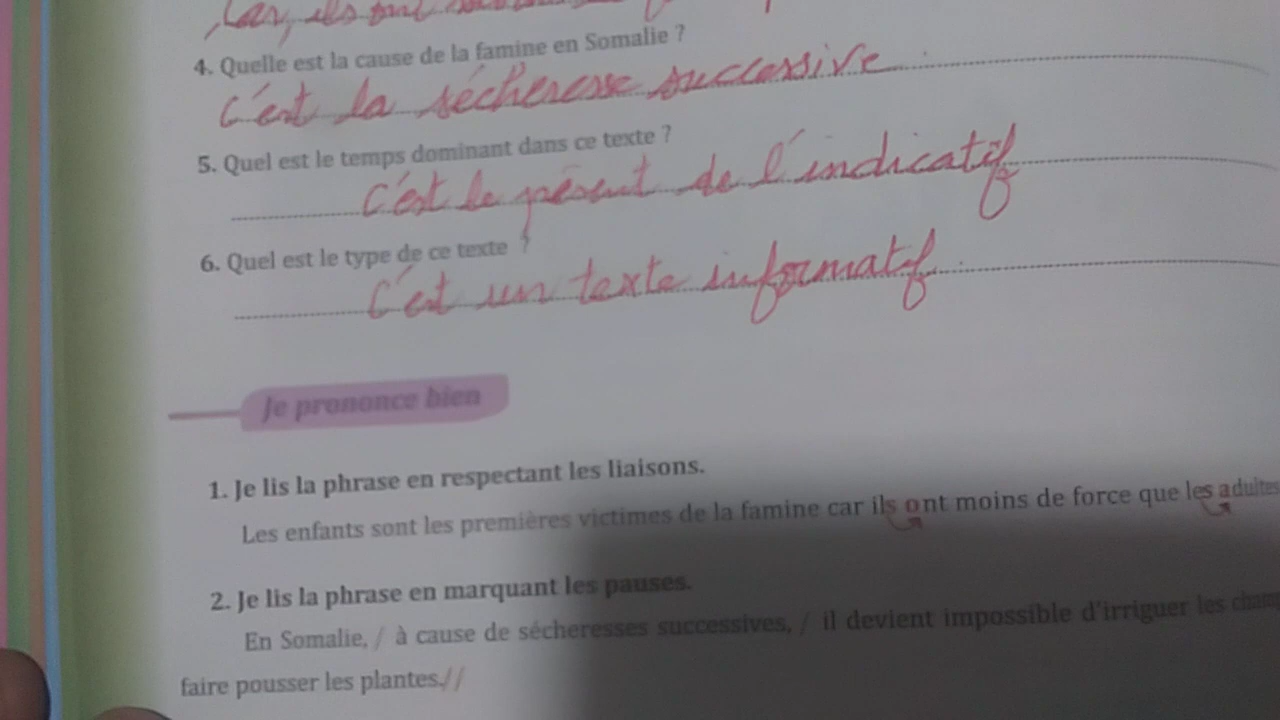 Car, ils ont
4. Quelle est la cause de la famine en Somalie ?
c'est la sécheresse successive
5. Quel est le temps dominant dans ce texte ?
c'est le présent de l'indicatif
6. Quel est le type de ce texte ?
c'est un texte informatif
Je prononce bien
1. Je lis la phrase en respectant les liaisons.
Les enfants sont les premières victimes de la famine car ils ont moins de force que les adultes
2. Je lis la phrase en marquant les pauses.
En Somalie, / à cause de sécheresses successives, / il devient impossible d'irriguer les
faire pousser les plantes.//